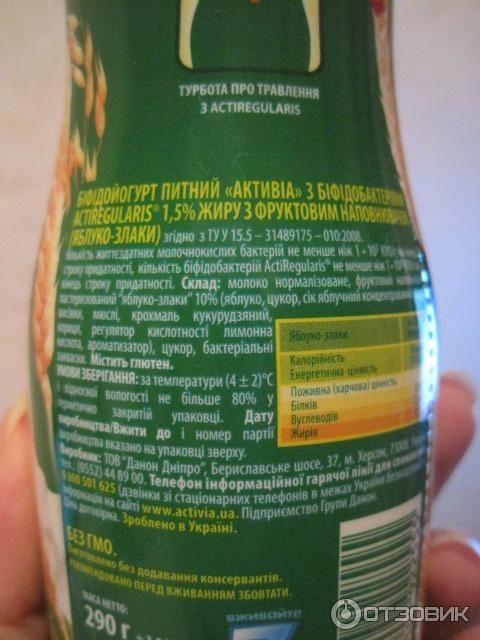 ТУРБОТА ПРО ТРАВЛЕННЯ
З ACTIREGULARIS
БІФІДОЙОГУРТ ПИТНИЙ «АКТИВІА» З БІФІДОБАКТЕРІЯМИ
ACTIREGULARIS® 1,5% ЖИРУ З ФРУКТОВИМ НАПОВНЮВАЧЕМ
(ЯБЛУКО-ЗЛАКИ) згідно з ТУ У 15.5 – 31489175 – 010:2008.
Кількість життєздатних молочнокислих бактерій не менше ніж 1 •
строку придатності, кількість біфідобактерій ActiRegularis® не менше ніж 1 •
кінець строку придатності. Склад: молоко нормалізоване, фруктовий
пастеризований "яблуко-злаки" 10% (яблуко, цукор, сік яблучний концентрований,
висівки, мюслі, крохмаль кукурудзяний,
кориця, регулятор кислотності лимонна
кислота, ароматизатор), цукор, бактеріальні
закваски. Містить глютен.
УМОВИ ЗБЕРІГАННЯ: за температури (4 ± 2)°С
і відносної вологості не більше 80% у
герметично закритій упаковці. Дату
виробництва/Вжити до і номер партії
виробництва вказано на упаковці зверху.
Яблуко-злаки
Калорійність
Енергетична цінність
Поживна (харчова) цінність
Білків
Вуглеводів
Жирів
Виробник: ТОВ "Данон Дніпро", Бериславське шосе, 37, м. Херсон, 73000,
тел. (0552) 44 89 00. Телефон інформаційної гарячої лінії для
0 800 501 625 (дзвінки зі стаціонарних телефонів в межах України
інформація на сайті www.activia.ua. Підприємство Групи Данон.
Ціна договірна. Зроблено в Україні.
БЕЗ ГМО.
Виготовлено без додавання консервантів.
РЕКОМЕНДОВАНО ПЕРЕД ВЖИВАННЯМ ЗБОВТАТИ.
МАСА НЕТТО:
290 г
вживайте
ОТЗОВИК